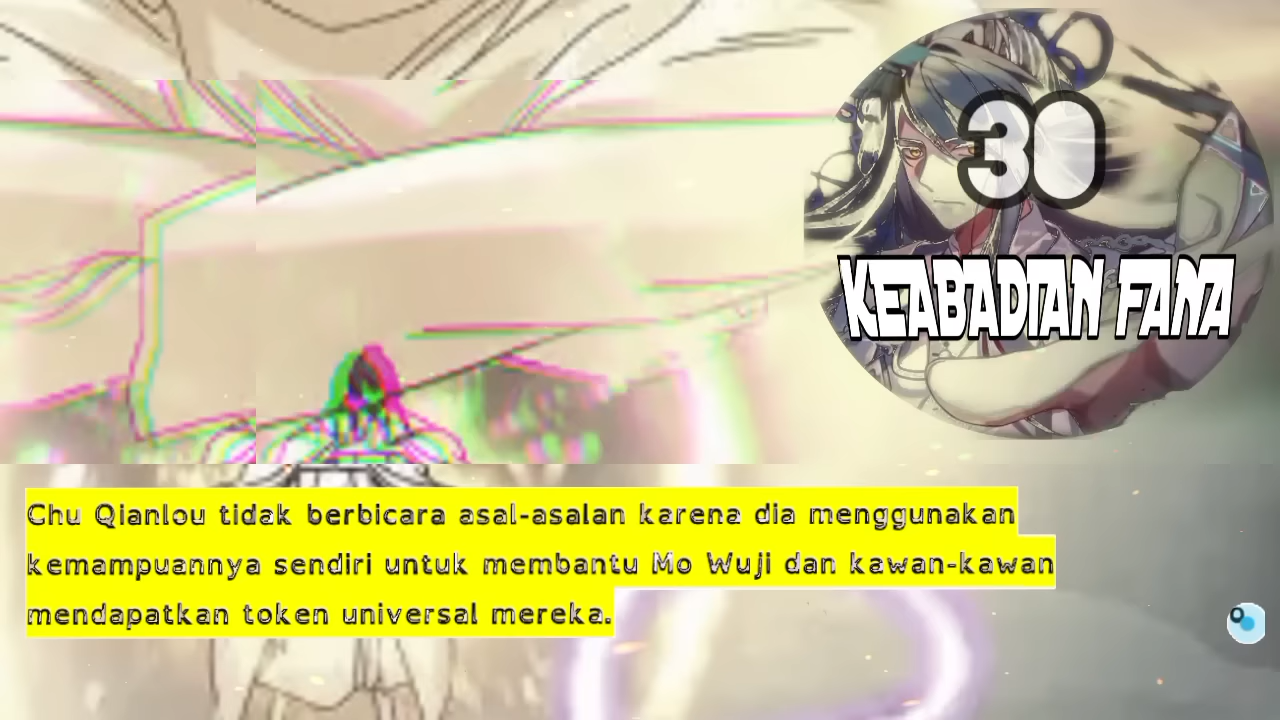 30
KEABADIAN FANA
Chu Qianlou tidak berbicara asal-asalan karena dia menggunakan
kemampuannya sendiri untuk membantu Mo Wuji dan kawan-kawan
mendapatkan token universal mereka.